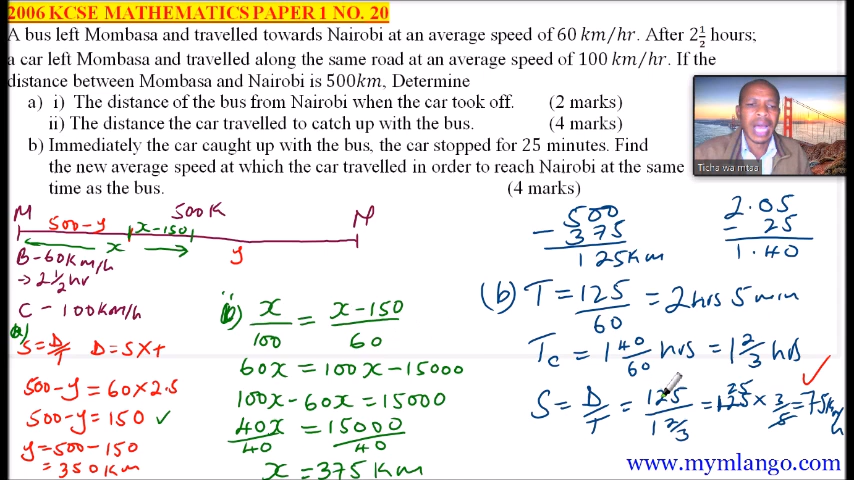 2006 KCSE MATHEMATICS PAPER 1 NO. 20
A bus left Mombasa and travelled towards Nairobi at an average speed of 60 km/hr. After 2½ hours;
a car left Mombasa and travelled along the same road at an average speed of 100 km/hr. If the
distance between Mombasa and Nairobi is 500km, Determine
a) i) The distance of the bus from Nairobi when the car took off. (2 marks)
ii) The distance the car travelled to catch up with the bus. (4 marks)
b) Immediately the car caught up with the bus, the car stopped for 25 minutes. Find
the new average speed at which the car travelled in order to reach Nairobi at the same
time as the bus. (4 marks)
Ticha wa mtaa
M 500-y x-150 500K N
x y
B-60Km/h
→ 2½hr
C - 100km/h
a)
S=D/T D=S×t
500-y = 60×2.5
500-y = 150 ✓
y=500-150
=350Km
ii) x/100 = x-150/60
60x = 100x-15000
100x-60x = 15000
40x/40 = 15000/40
x = 375Km
500
- 375
125Km
2.05
- 25
1.40
(b) T = 125/60 = 2hrs 5min
Tc = 1 40/60 hrs = 1⅔ hrs
S = D/T = 125/1⅔ = 125 25 × 3/5 = 75km/h ✓
www.mymlango.com